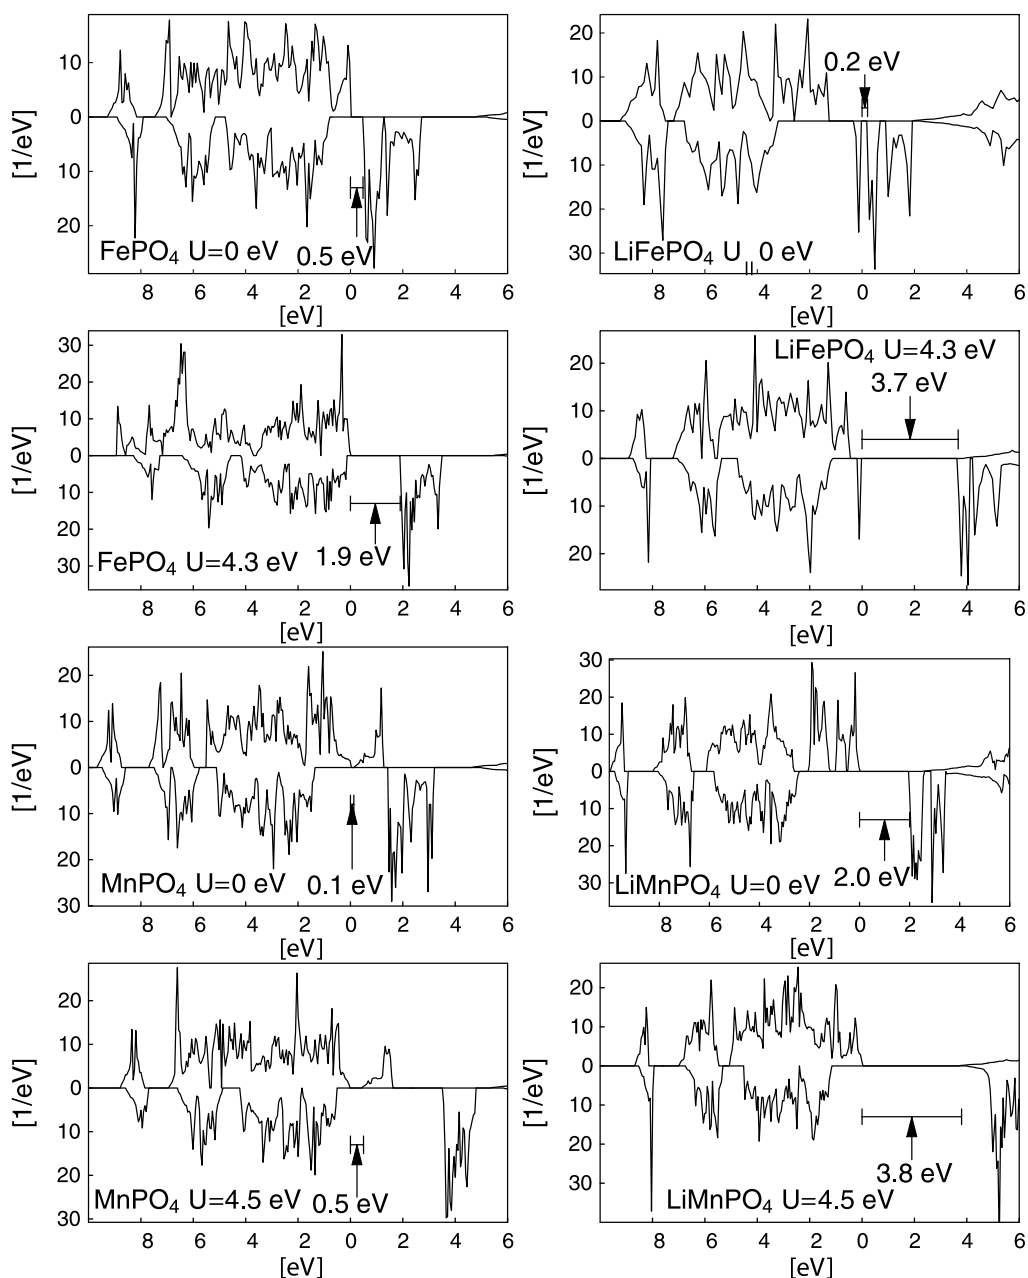 [1/eV]
10
0
10
20
FePO₄ U=0 eV
0.5 eV
8 6 4 2 0 2 4 6
[eV]
[1/eV]
20
10
0
10
20
30
0.2 eV
LiFePO₄ U = 0 eV
8 6 4 2 0 2 4 6
[eV]
[1/eV]
30
20
10
0
10
20
30
FePO₄ U=4.3 eV
1.9 eV
8 6 4 2 0 2 4 6
[eV]
[1/eV]
20
10
0
10
20
LiFePO₄ U=4.3 eV
3.7 eV
8 6 4 2 0 2 4 6
[eV]
[1/eV]
20
10
0
10
20
30
MnPO₄ U=0 eV
0.1 eV
8 6 4 2 0 2 4 6
[eV]
[1/eV]
30
20
10
0
10
20
30
LiMnPO₄ U=0 eV
2.0 eV
8 6 4 2 0 2 4 6
[eV]
[1/eV]
20
10
0
10
20
30
MnPO₄ U=4.5 eV
0.5 eV
8 6 4 2 0 2 4 6
[eV]
[1/eV]
20
10
0
10
20
30
3.8 eV
LiMnPO₄ U=4.5 eV
8 6 4 2 0 2 4 6
[eV]